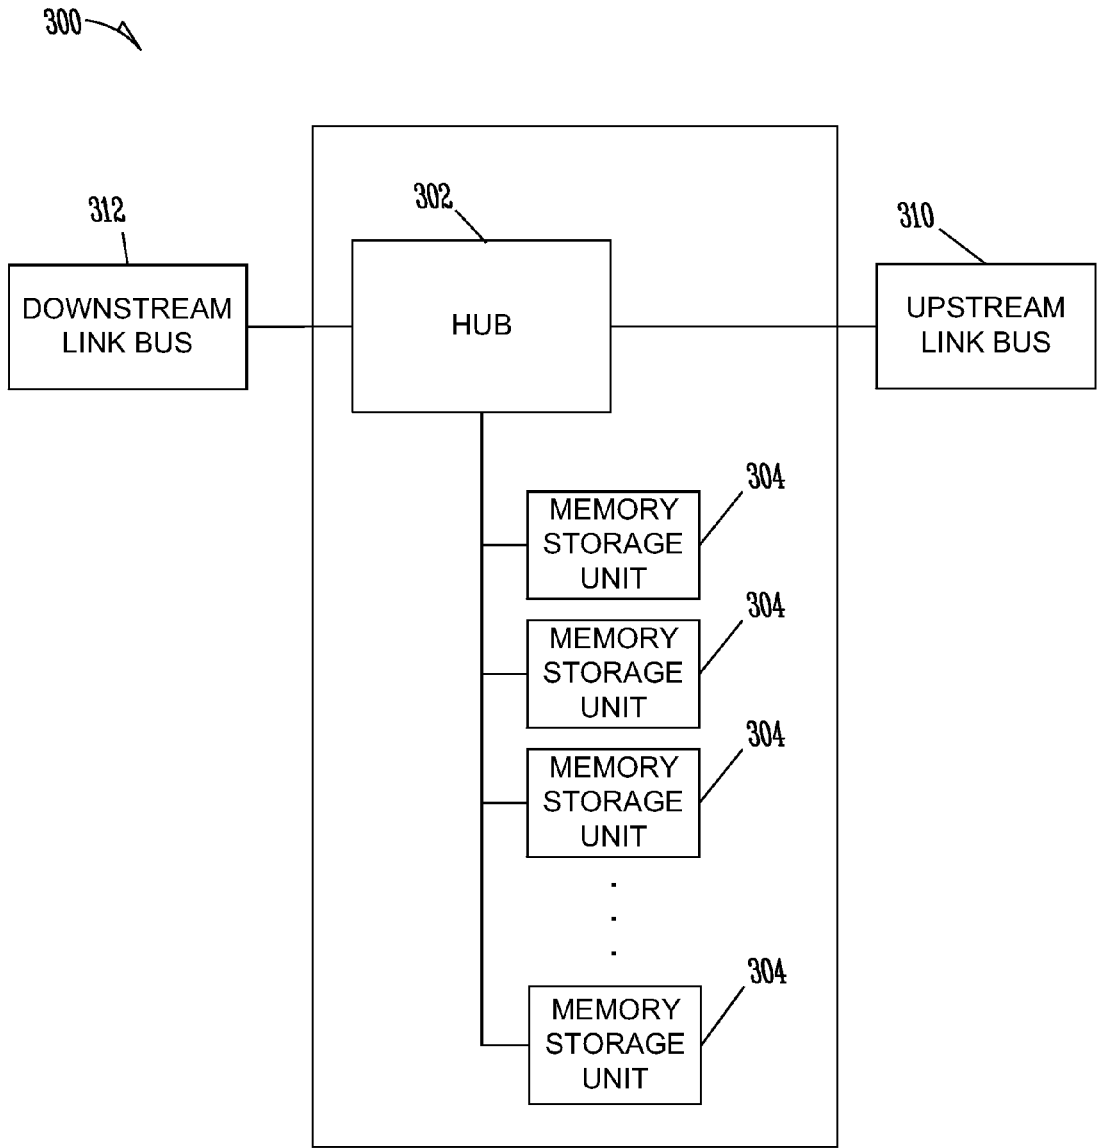 300
302
312
310
DOWNSTREAM
LINK BUS
HUB
UPSTREAM
LINK BUS
304
MEMORY
STORAGE
UNIT
304
MEMORY
STORAGE
UNIT
304
MEMORY
STORAGE
UNIT
304
MEMORY
STORAGE
UNIT